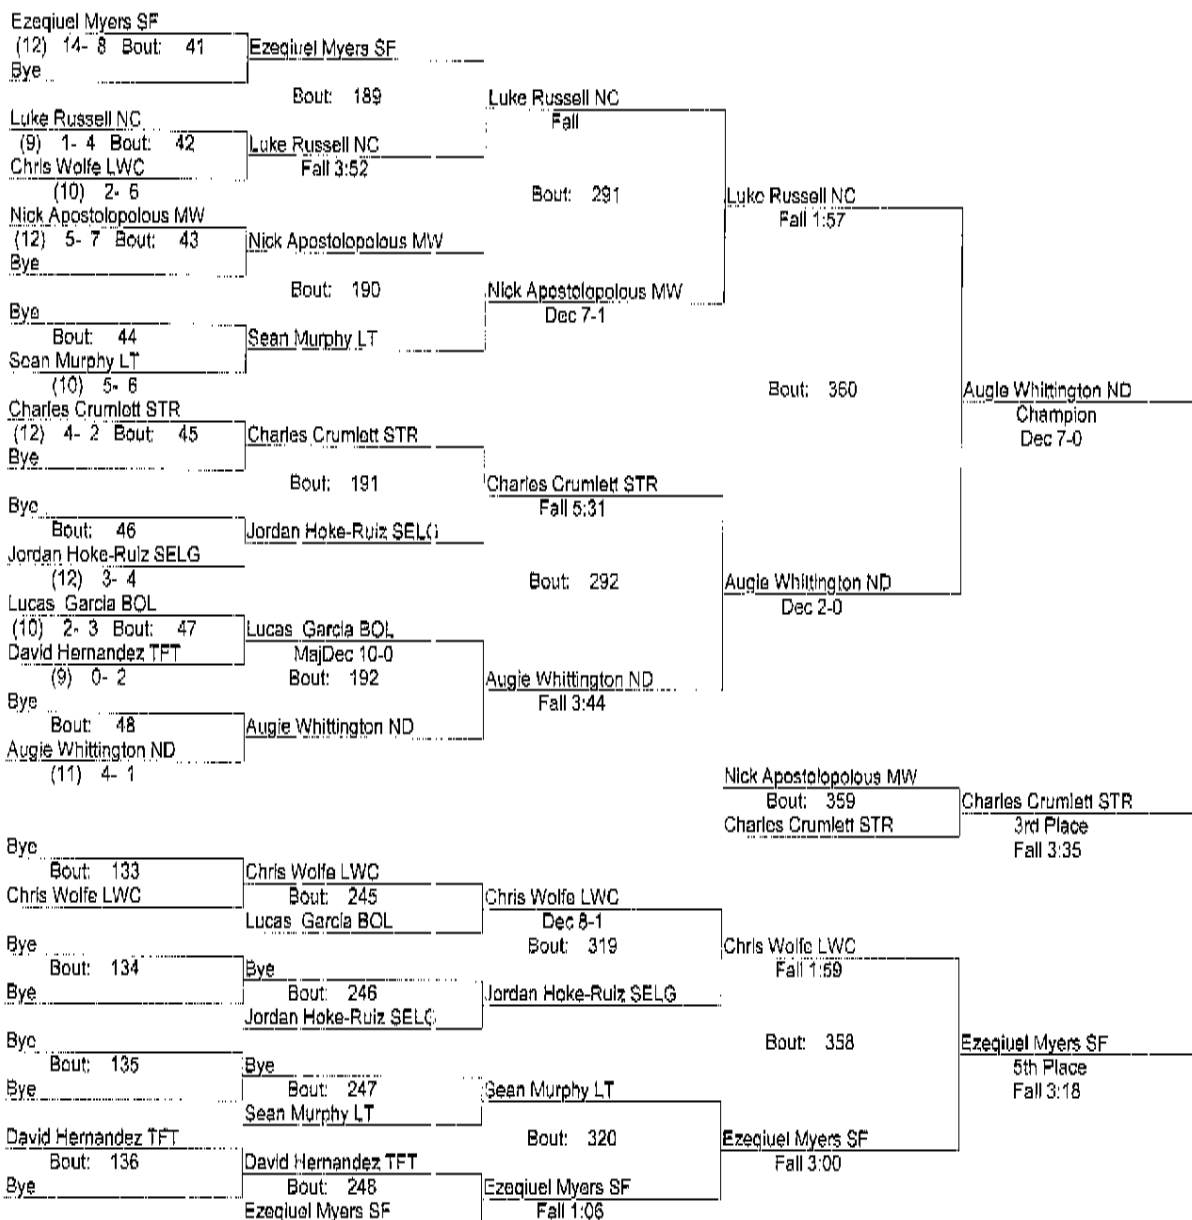 Ezeqiuel Myers SF
(12) 14- 8 Bout: 41
Bye
Ezeqiuel Myers SF
Bout: 189
Luke Russell NC
(9) 1- 4 Bout: 42
Chris Wolfe LWC
(10) 2- 6
Luke Russell NC
Fall 3:52
Luke Russell NC
Fall
Bout: 291
Nick Apostolopolous MW
(12) 5- 7 Bout: 43
Bye
Nick Apostolopolous MW
Bout: 190
Bye
Bout: 44
Sean Murphy LT
(10) 5- 6
Sean Murphy LT
Nick Apostolopolous MW
Dec 7-1
Luke Russell NC
Fall 1:57
Bout: 360
Charles Crumlett STR
(12) 4- 2 Bout: 45
Bye
Charles Crumlett STR
Bout: 191
Bye
Bout: 46
Jordan Hoke-Ruiz SELG
(12) 3- 4
Jordan Hoke-Ruiz SELG
Charles Crumlett STR
Fall 5:31
Bout: 292
Lucas Garcia BOL
(10) 2- 3 Bout: 47
David Hernandez TFT
(9) 0- 2
Lucas Garcia BOL
MajDec 10-0
Bout: 192
Bye
Bout: 48
Augie Whittington ND
(11) 4- 1
Augie Whittington ND
Augie Whittington ND
Fall 3:44
Augie Whittington ND
Dec 2-0
Augie Whittington ND
Champion
Dec 7-0
Nick Apostolopolous MW
Bout: 359
Charles Crumlett STR
Charles Crumlett STR
3rd Place
Fall 3:35
Bye
Bout: 133
Chris Wolfe LWC
Chris Wolfe LWC
Bout: 245
Lucas Garcia BOL
Chris Wolfe LWC
Dec 8-1
Bout: 319
Bye
Bout: 134
Bye
Bye
Bout: 246
Jordan Hoke-Ruiz SELG
Jordan Hoke-Ruiz SELG
Chris Wolfe LWC
Fall 1:59
Bout: 358
Bye
Bout: 135
Bye
Bye
Bout: 247
Sean Murphy LT
Sean Murphy LT
Bout: 320
David Hernandez TFT
Bout: 136
Bye
David Hernandez TFT
Bout: 248
Ezeqiuel Myers SF
Ezeqiuel Myers SF
Fall 1:06
Ezeqiuel Myers SF
Fall 3:00
Ezeqiuel Myers SF
5th Place
Fall 3:18